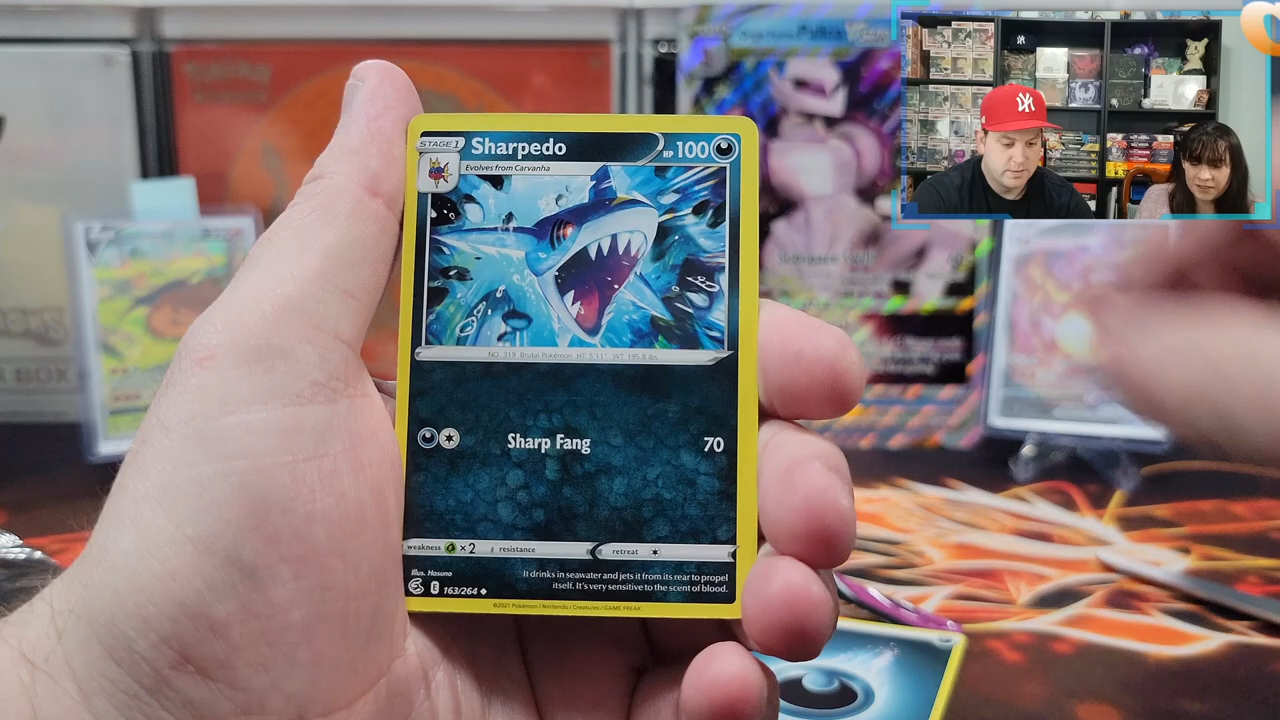 STAGE 1
Sharpedo
HP 100
Evolves from Carvanha
NO. 319 Brutal Pokémon HT: 5'11" WT: 195.8 lbs.
Sharp Fang 70
weakness ×2 resistance retreat
Illus. Hasuno
It drinks in seawater and jets it from its rear to propel
itself. It's very sensitive to the scent of blood.
E 163/264
©2021 Pokémon / Nintendo / Creatures / GAME FREAK
BOX
NY